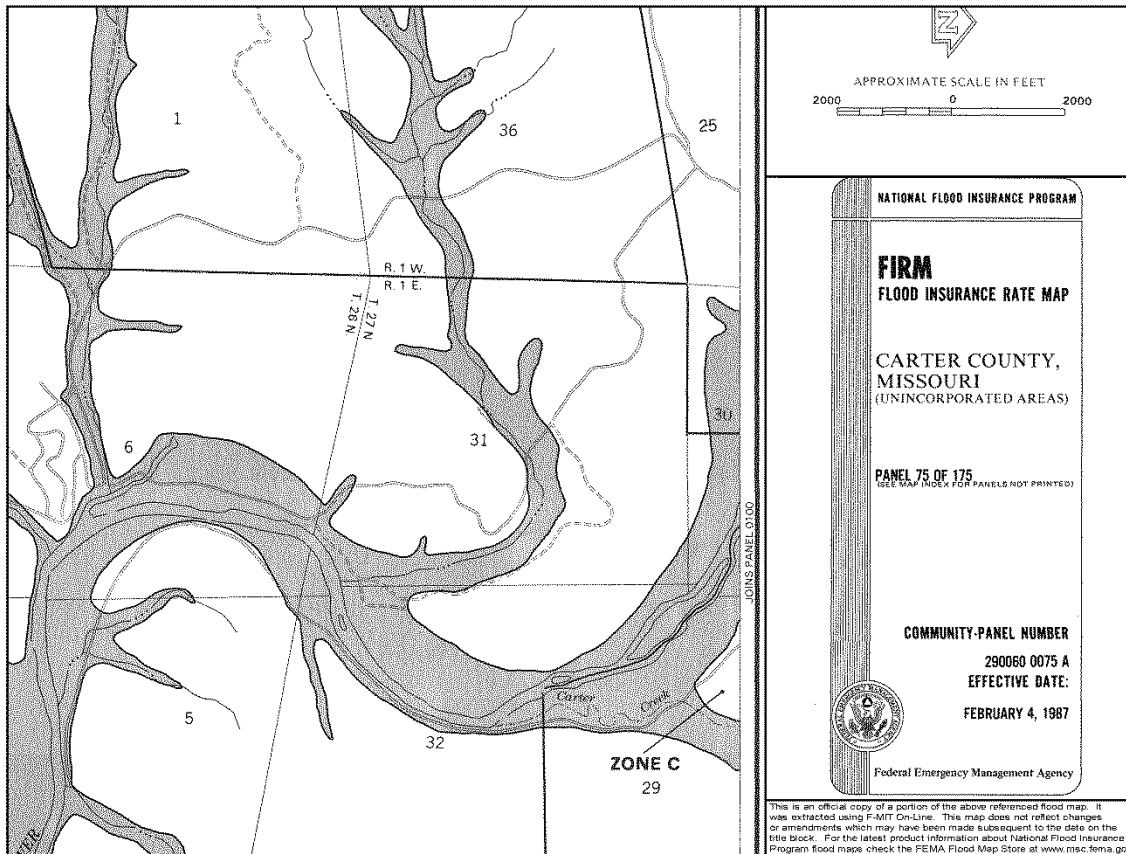 N
APPROXIMATE SCALE IN FEET
2000 0 2000
1
36
25
R. 1 W.
R. 1 E.
T. 27 N.
T. 26 N.
30
31
6
JOINS PANEL 0100
Carter Creek
5
32
ZONE C
29
NATIONAL FLOOD INSURANCE PROGRAM
FIRM
FLOOD INSURANCE RATE MAP
CARTER COUNTY,
MISSOURI
(UNINCORPORATED AREAS)
PANEL 75 OF 175
(SEE MAP INDEX FOR PANELS NOT PRINTED)
COMMUNITY-PANEL NUMBER
290060 0075 A
EFFECTIVE DATE:
FEBRUARY 4, 1987
Federal Emergency Management Agency
This is an official copy of a portion of the above referenced flood map. It
was extracted using F-MIT On-Line. This map does not reflect changes
or amendments which may have been made subsequent to the date on the
title block. For the latest product information about National Flood Insurance
Program flood maps check the FEMA Flood Map Store at www.msc.fema.go